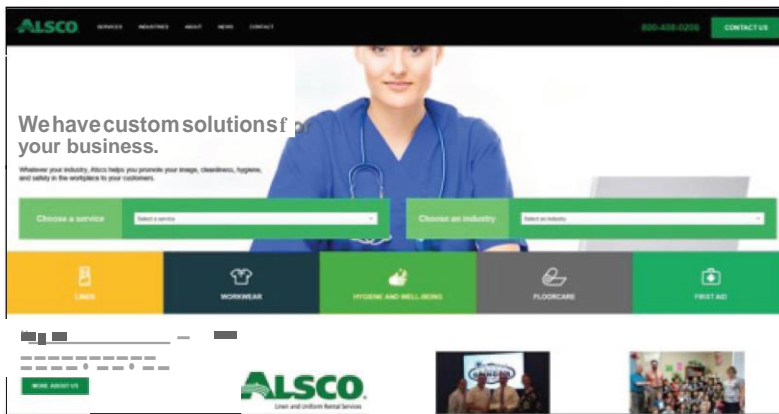 ALSCO
SERVICES INDUSTRIES ABOUT NEWS CONTACT
800-408-0208
CONTACT US
We have custom solutions for
your business.
Whatever your industry, Alsco helps you promote your image, cleanliness, hygiene,
and safety in the workplace to your customers.
Choose a service
Select a service
Choose an industry
Select an industry
LINEN
WORKWEAR
HYGIENE AND WELL-BEING
FLOORCARE
FIRST AID
MORE ABOUT US
ALSCO
Linen and Uniform Rental Services